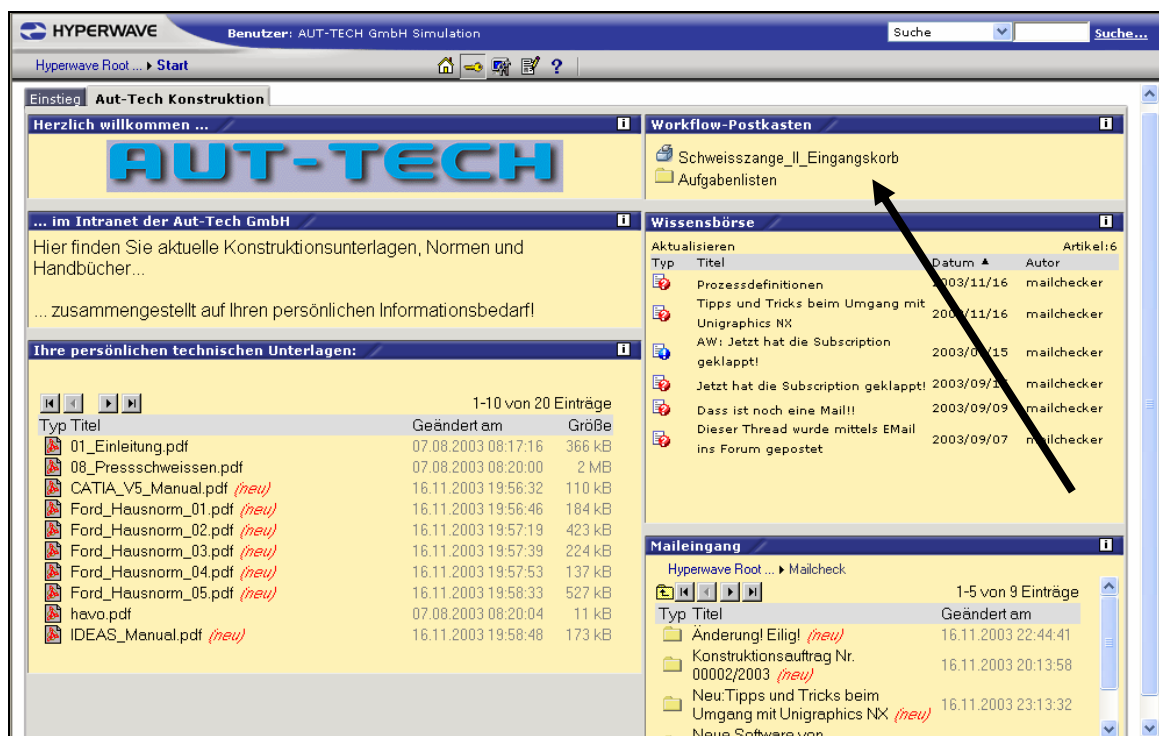 HYPERWAVE
Benutzer: AUT-TECH GmbH Simulation
Suche
Suche...
Hyperwave Root ... Start
?
Einstieg
Aut-Tech Konstruktion
Herzlich willkommen ...
AUT-TECH
... im Intranet der Aut-Tech GmbH
Hier finden Sie aktuelle Konstruktionsunterlagen, Normen und
Handbücher...
... zusammengestellt auf Ihren persönlichen Informationsbedarf!
Ihre persönlichen technischen Unterlagen:
1-10 von 20 Einträge
Typ Titel Geändert am Größe
01_Einleitung.pdf 07.08.2003 08:17:16 366 kB
08_Pressschweissen.pdf 07.08.2003 08:20:00 2 MB
CATIA_V5_Manual.pdf (neu) 16.11.2003 19:56:32 110 kB
Ford_Hausnorm_01.pdf (neu) 16.11.2003 19:56:46 184 kB
Ford_Hausnorm_02.pdf (neu) 16.11.2003 19:57:19 423 kB
Ford_Hausnorm_03.pdf (neu) 16.11.2003 19:57:39 224 kB
Ford_Hausnorm_04.pdf (neu) 16.11.2003 19:57:53 137 kB
Ford_Hausnorm_05.pdf (neu) 16.11.2003 19:58:33 527 kB
havo.pdf 07.08.2003 08:20:04 11 kB
IDEAS_Manual.pdf (neu) 16.11.2003 19:58:48 173 kB
Workflow-Postkasten
Schweisszange_II_Eingangskorb
Aufgabenlisten
Wissensbörse
Aktualisieren Artikel:6
Typ Titel Datum Autor
Prozessdefinitionen 2003/11/16 mailchecker
Tipps und Tricks beim Umgang mit
Unigraphics NX 2003/11/16 mailchecker
AW: Jetzt hat die Subscription
geklappt! mailchecker
Jetzt hat die Subscription geklappt! mailchecker
Dass ist noch eine Mail!! 2003/09/09 mailchecker
Dieser Thread wurde mittels EMail
ins Forum gepostet 2003/09/07 mailchecker
Maileingang
Hyperwave Root ... Mailcheck
1-5 von 9 Einträge
Typ Titel Geändert am
Änderung! Eilig! (neu) 16.11.2003 22:44:41
Konstruktionsauftrag Nr.
00002/2003 (neu) 16.11.2003 20:13:58
Neu:Tipps und Tricks beim
Umgang mit Unigraphics NX (neu) 16.11.2003 23:13:32
Neue Software von